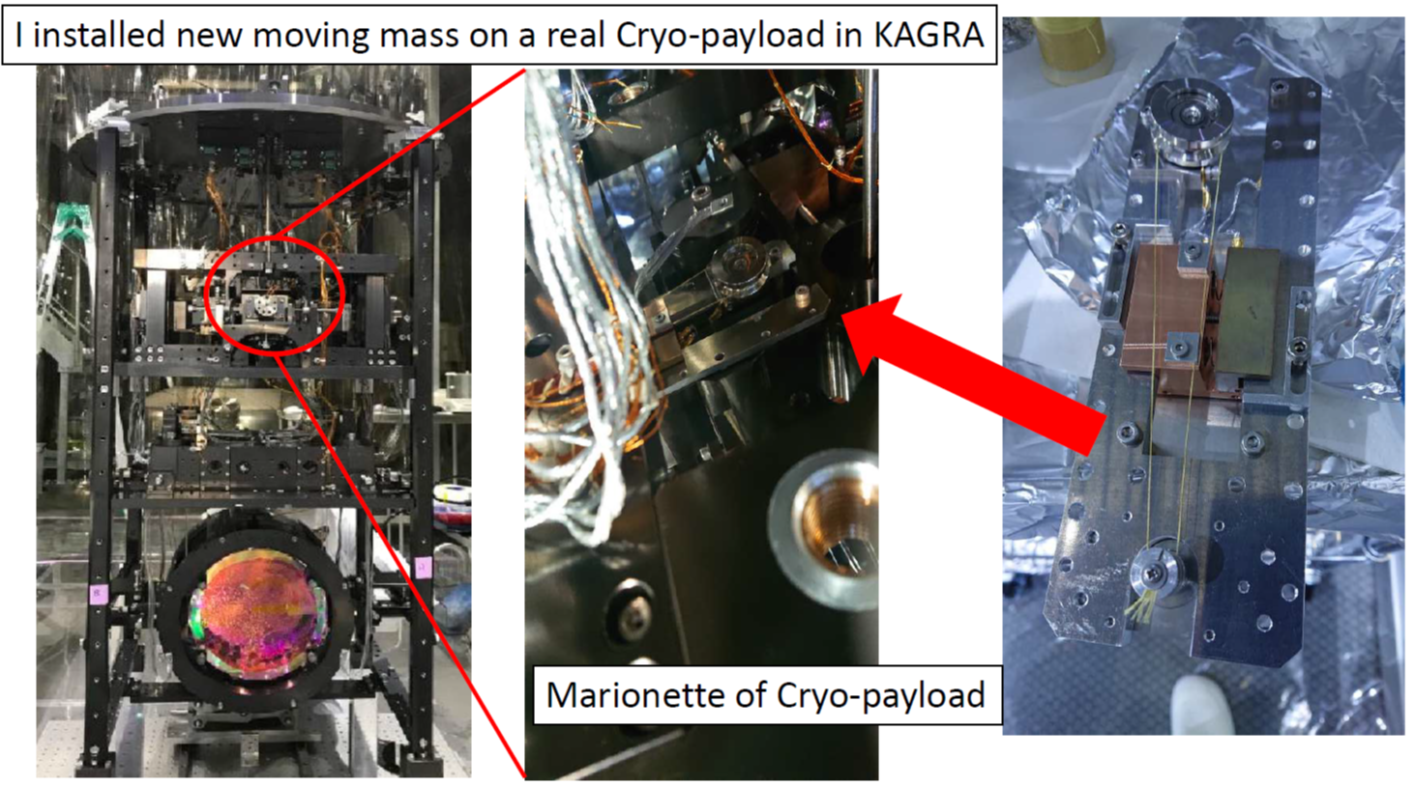 I installed new moving mass on a real Cryo-payload in KAGRA
Marionette of Cryo-payload